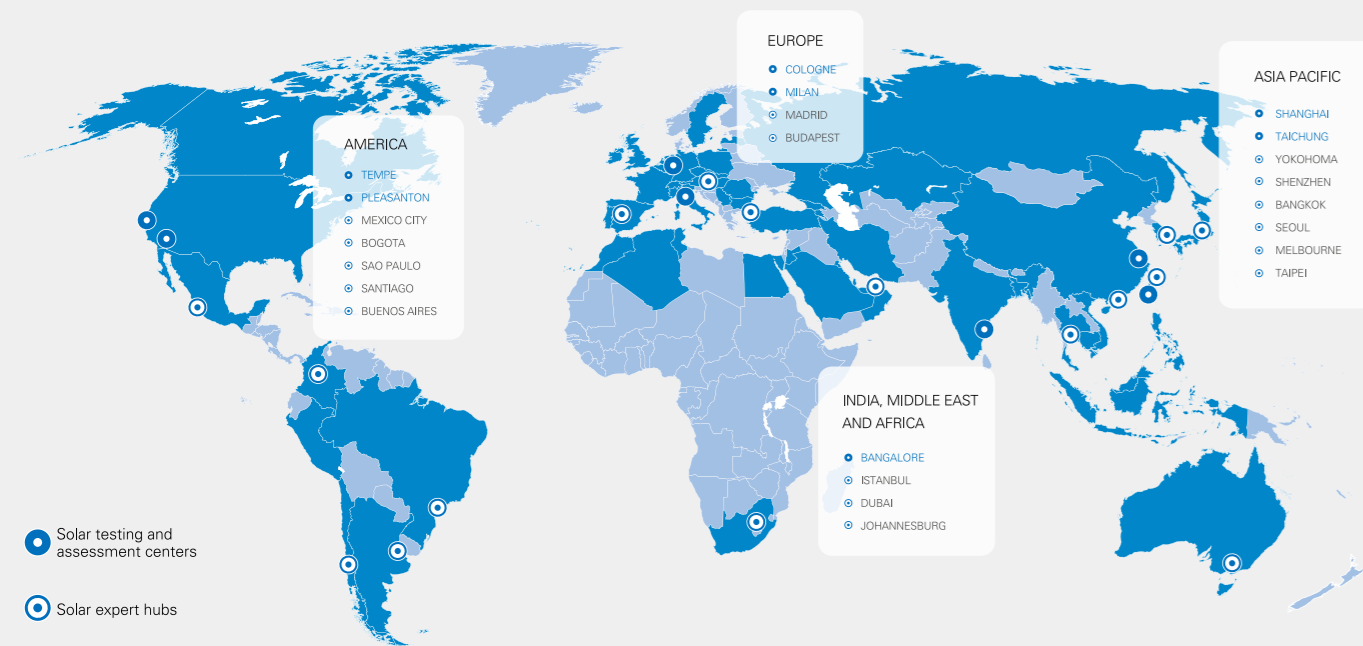 EUROPE
COLOGNE
MILAN
MADRID
BUDAPEST
ASIA PACIFIC
SHANGHAI
TAICHUNG
YOKOHOMA
SHENZHEN
BANGKOK
SEOUL
MELBOURNE
TAIPEI
AMERICA
TEMPE
PLEASANTON
MEXICO CITY
BOGOTA
SAO PAULO
SANTIAGO
BUENOS AIRES
INDIA, MIDDLE EAST
AND AFRICA
BANGALORE
ISTANBUL
DUBAI
JOHANNESBURG
Solar testing and
assessment centers
Solar expert hubs